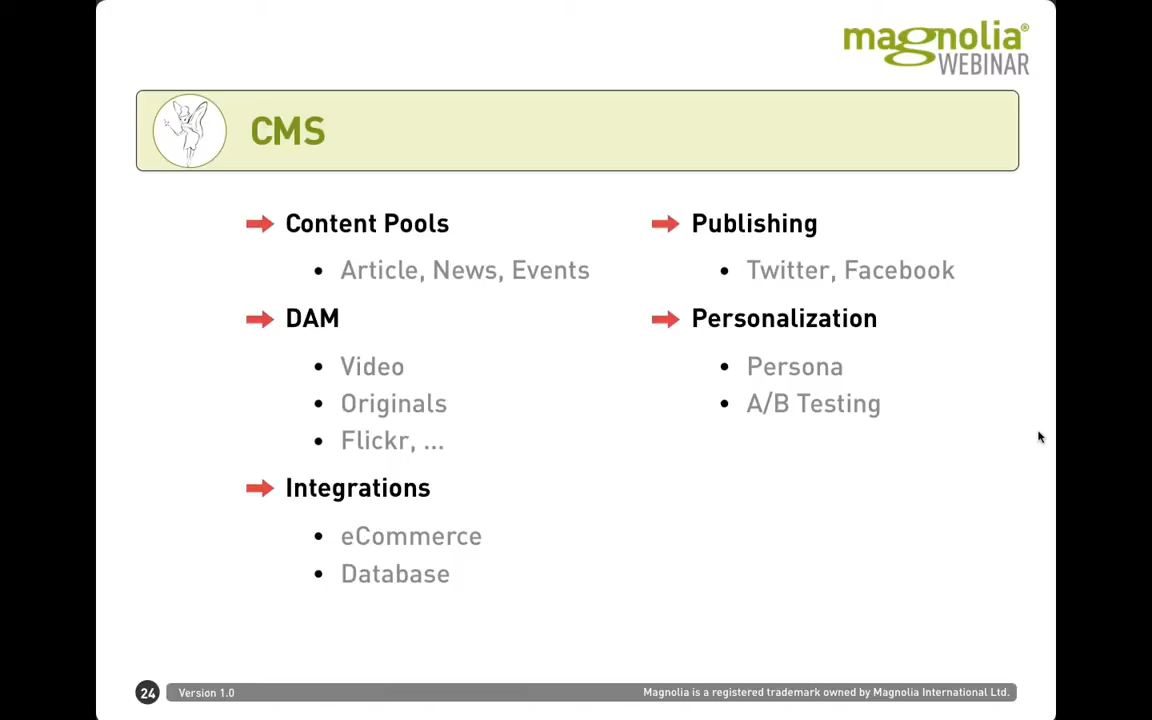 magnolia®
WEBINAR
CMS
Content Pools
• Article, News, Events
DAM
• Video
• Originals
• Flickr, ...
Integrations
• eCommerce
• Database
Publishing
• Twitter, Facebook
Personalization
• Persona
• A/B Testing
24
Version 1.0
Magnolia is a registered trademark owned by Magnolia International Ltd.